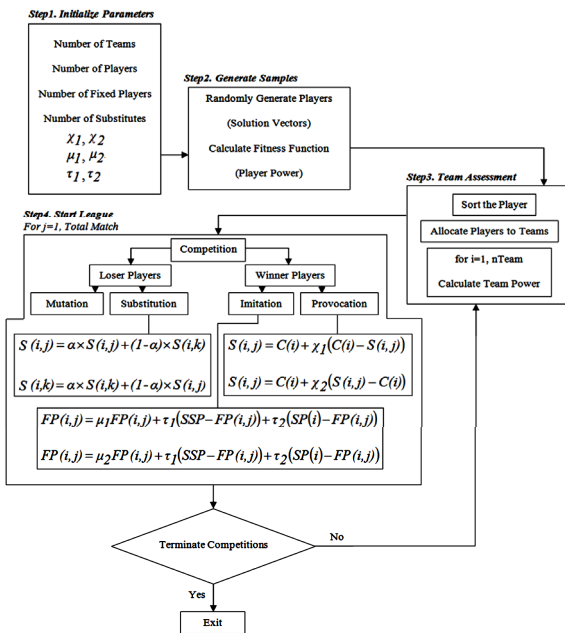 Step1. Initialize Parameters
Number of Teams
Number of Players
Number of Fixed Players
Number of Substitutes
χ1, χ2
μ1, μ2
τ1, τ2
Step2. Generate Samples
Randomly Generate Players
(Solution Vectors)
Calculate Fitness Function
(Player Power)
Step3. Team Assessment
Sort the Player
Allocate Players to Teams
for i=1, nTeam
Calculate Team Power
Step4. Start League
For j=1, Total Match
Competition
Loser Players
Winner Players
Mutation
Substitution
Imitation
Provocation
S(i,j)=α×S(i,j)+(1-α)×S(i,k)
S(i,k)=α×S(i,k)+(1-α)×S(i,j)
S(i,j)=C(i)+χ1(C(i)-S(i,j))
S(i,j)=C(i)+χ2(S(i,j)-C(i))
FP(i,j)=μ1FP(i,j)+τ1(SSP-FP(i,j))+τ2(SP(i)-FP(i,j))
FP(i,j)=μ2FP(i,j)+τ1(SSP-FP(i,j))+τ2(SP(i)-FP(i,j))
Terminate Competitions
No
Yes
Exit